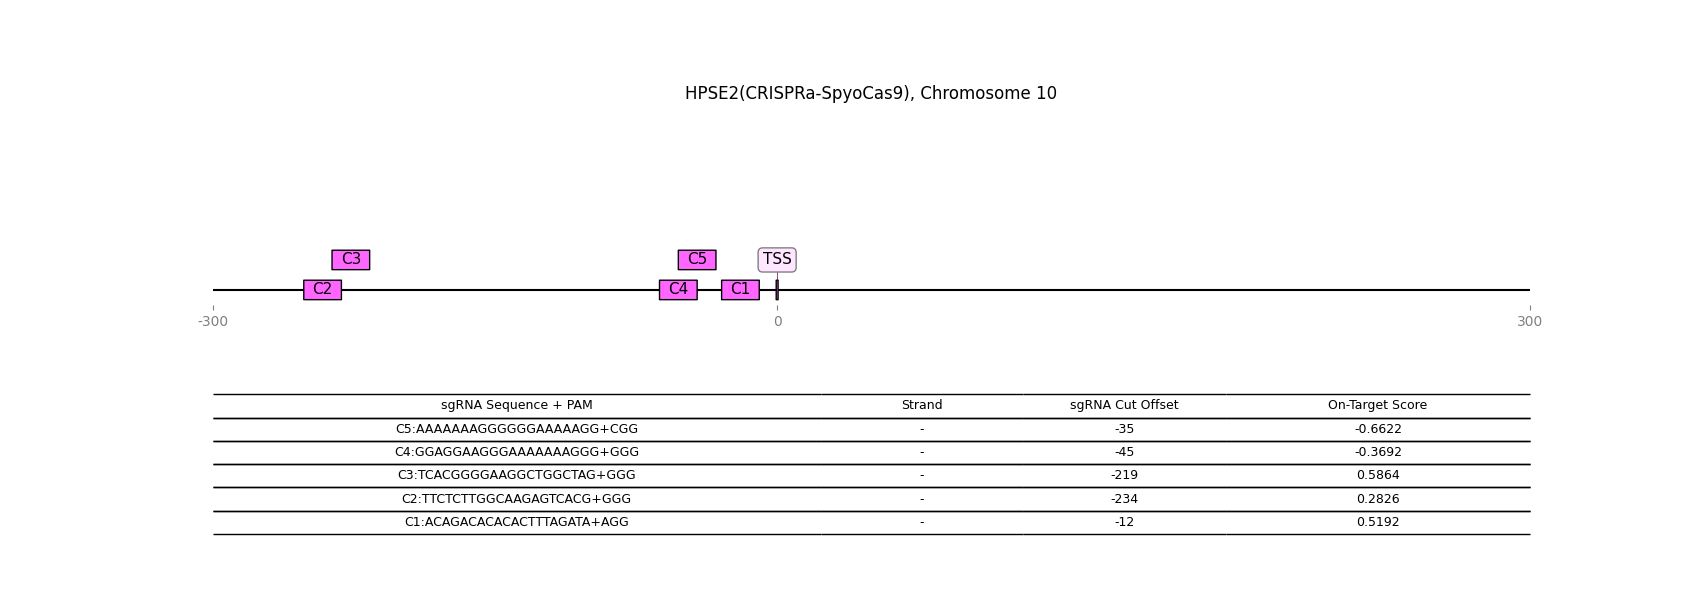 HPSE2(CRISPRa-SpyoCas9), Chromosome 10
C3 C5 TSS
C2 C4 C1
-300 0 300
sgRNA Sequence + PAM Strand sgRNA Cut Offset On-Target Score
C5:AAAAAAAGGGGGGAAAAAGG+CGG - -35 -0.6622
C4:GGAGGAAGGGAAAAAAAGGG+GGG - -45 -0.3692
C3:TCACGGGGAAGGCTGGCTAG+GGG - -219 0.5864
C2:TTCTCTTGGCAAGAGTCACG+GGG - -234 0.2826
C1:ACAGACACACACTTTAGATA+AGG - -12 0.5192